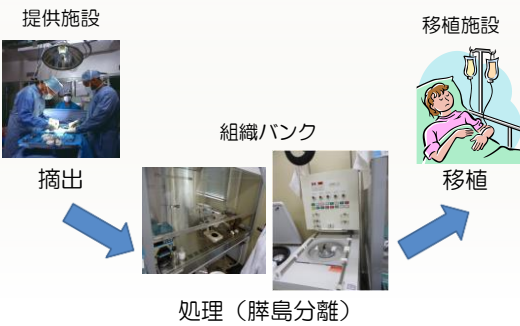 提供施設
移植施設
組織バンク
摘出
移植
処理（膵島分離）